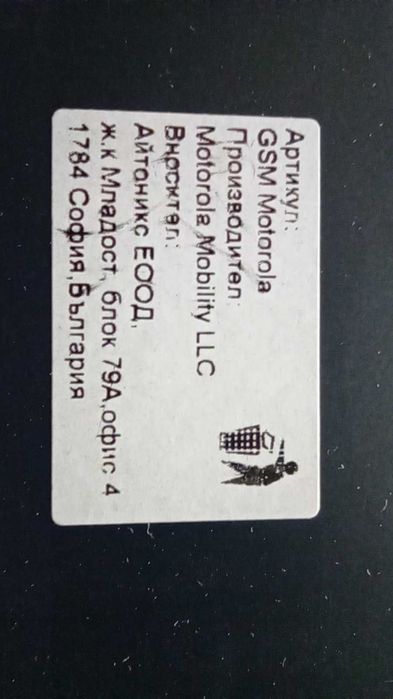 Артикул:
GSM Motorola
Производител:
Motorola Mobility LLC
Вносител:
Айтоникс ЕООД,
ж.к Младост, блок 79А,офис 4
1784 София,България